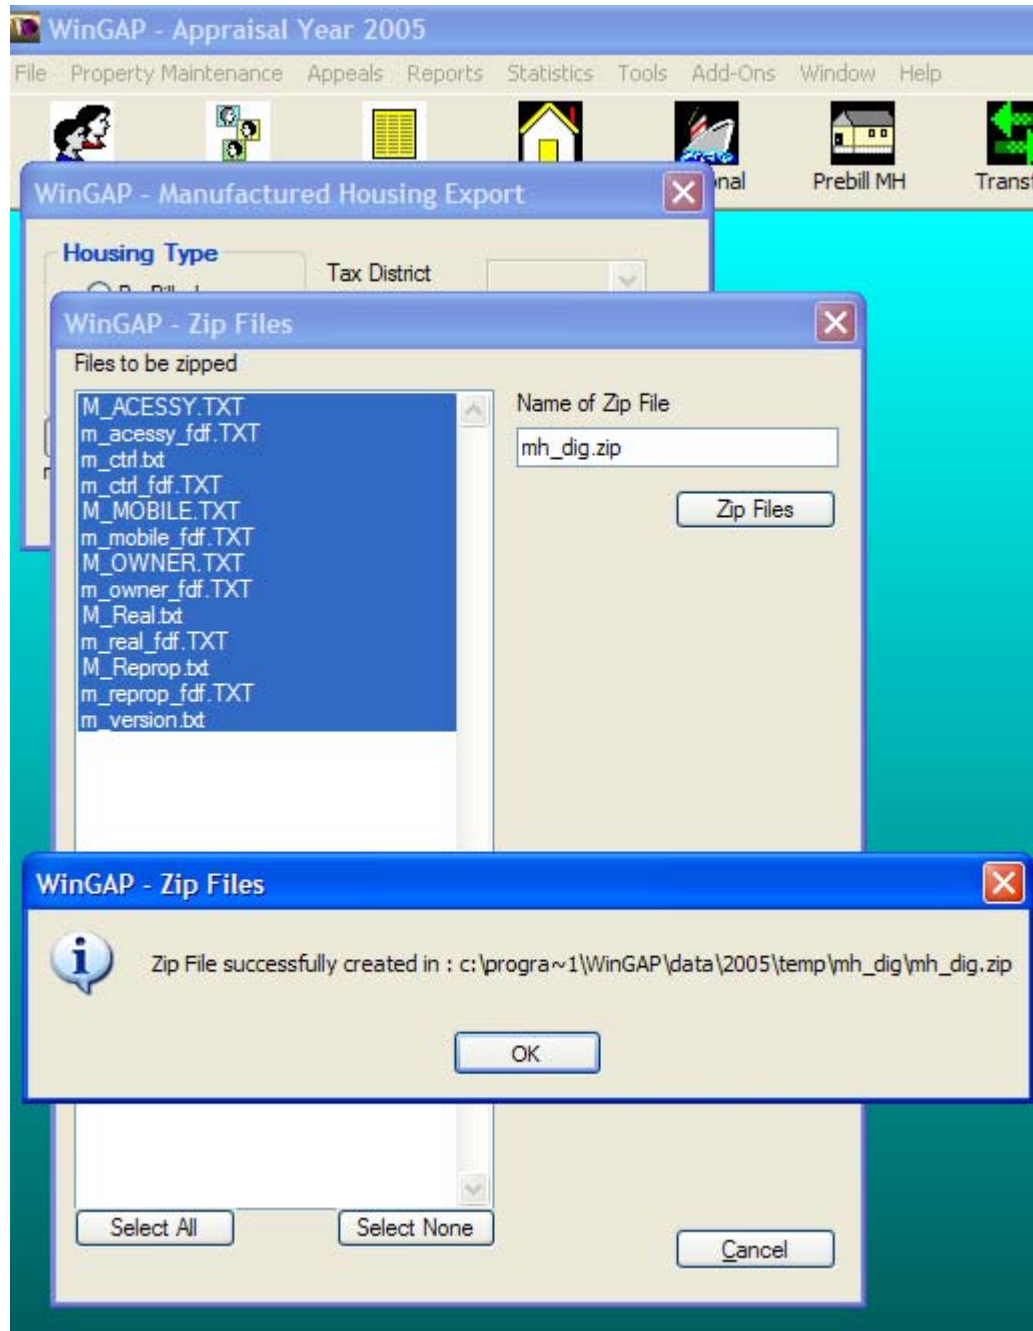 WinGAP - Appraisal Year 2005
File Property Maintenance Appeals Reports Statistics Tools Add-Ons Window Help
Prebill MH
WinGAP - Manufactured Housing Export
Housing Type
Tax District
WinGAP - Zip Files
Files to be zipped
M_ACESSY.TXT
m_acessy_fdf.TXT
m_ctrl.txt
m_ctrl_fdf.TXT
M_MOBILE.TXT
m_mobile_fdf.TXT
M_OWNER.TXT
m_owner_fdf.TXT
M_Real.txt
m_real_fdf.TXT
M_Reprop.txt
m_reprop_fdf.TXT
m_version.txt
Name of Zip File
mh_dig.zip
Zip Files
WinGAP - Zip Files
Zip File successfully created in : c:\progra~1\WinGAP\data\2005\temp\mh_dig\mh_dig.zip
OK
Select All Select None
Cancel